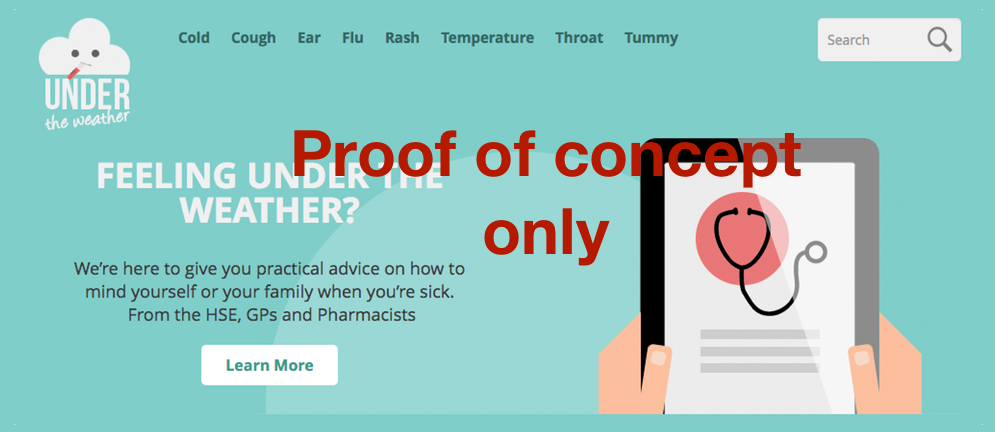 UNDER
the weather
Cold Cough Ear Flu Rash Temperature Throat Tummy
Search
Proof of concept
only
FEELING UNDER THE
WEATHER?
We’re here to give you practical advice on how to
mind yourself or your family when you’re sick.
From the HSE, GPs and Pharmacists
Learn More